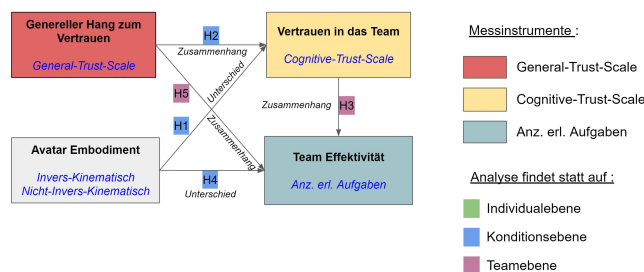 Genereller Hang zum
Vertrauen
General-Trust-Scale
H2
Zusammenhang
Vertrauen in das Team
Cognitive-Trust-Scale
H5
Unterschied
H1
Zusammenhang
Zusammenhang
H3
Avatar Embodiment
Invers-Kinematisch
Nicht-Invers-Kinematisch
H4
Unterschied
Team Effektivität
Anz. erl. Aufgaben
Messinstrumente :
General-Trust-Scale
Cognitive-Trust-Scale
Anz. erl. Aufgaben
Analyse findet statt auf :
Individualebene
Konditionsebene
Teamebene